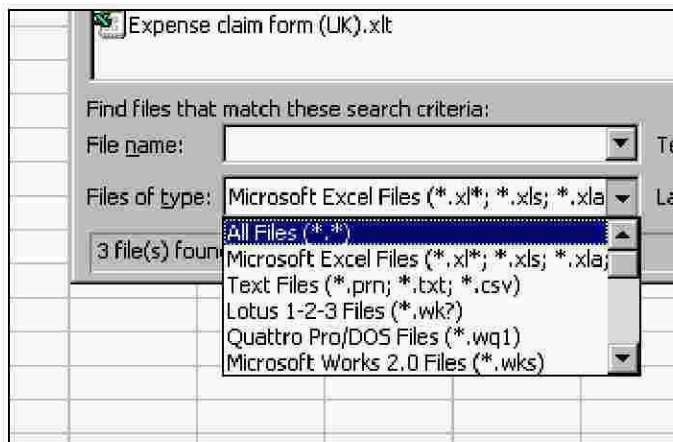 Expense claim form (UK).xlt
Find files that match these search criteria:
File name:
Files of type: Microsoft Excel Files (*.xl*; *.xls; *.xla
All Files (*.*)
3 file(s)
Microsoft Excel Files (*.xl*; *.xls; *.xla;
Text Files (*.prn; *.txt; *.csv)
Lotus 1-2-3 Files (*.wk?)
Quattro Pro/DOS Files (*.wq1)
Microsoft Works 2.0 Files (*.wks)